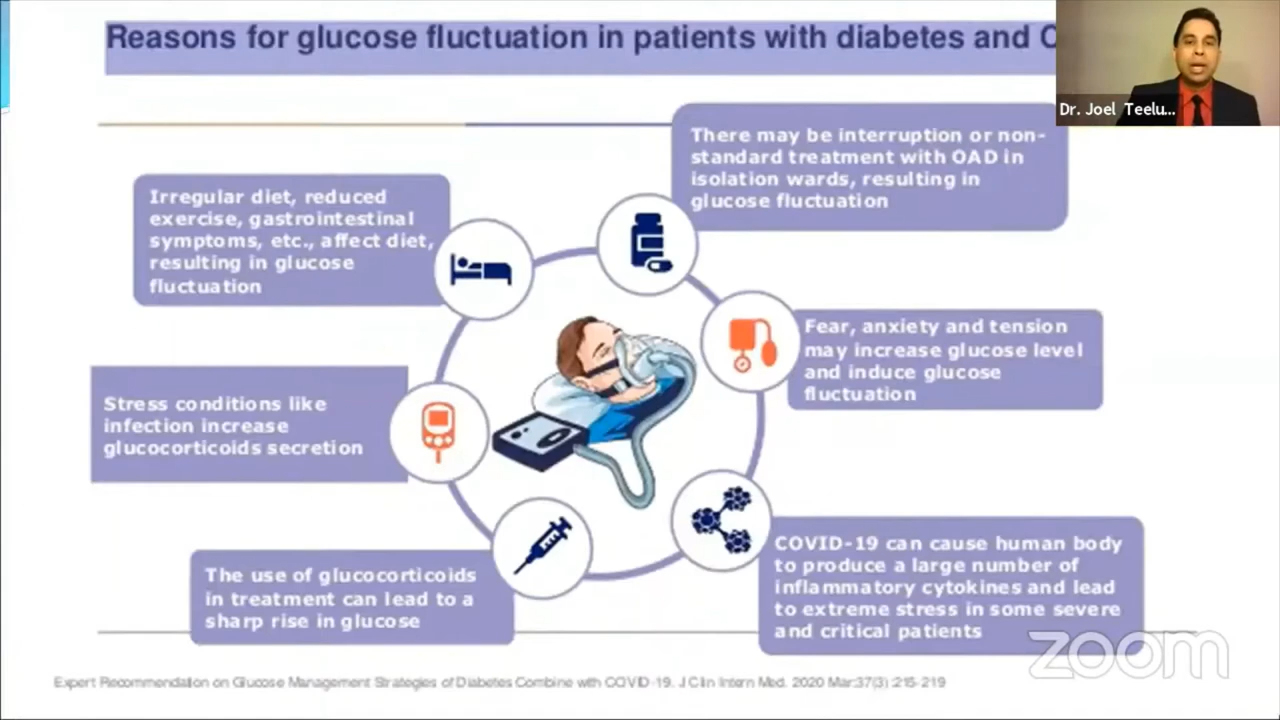 Reasons for glucose fluctuation in patients with diabetes and C
Dr. Joel Teelu...
There may be interruption or non-
standard treatment with OAD in
isolation wards, resulting in
glucose fluctuation
Irregular diet, reduced
exercise, gastrointestinal
symptoms, etc., affect diet,
resulting in glucose
fluctuation
Fear, anxiety and tension
may increase glucose level
and induce glucose
fluctuation
Stress conditions like
infection increase
glucocorticoids secretion
COVID-19 can cause human body
to produce a large number of
inflammatory cytokines and lead
to extreme stress in some severe
and critical patients
The use of glucocorticoids
in treatment can lead to a
sharp rise in glucose
zoom
Expert Recommendation on Glucose Management Strategies of Diabetes Combine with COVID-19. J Clin Intern Med. 2020 Mar;37(3):215-219